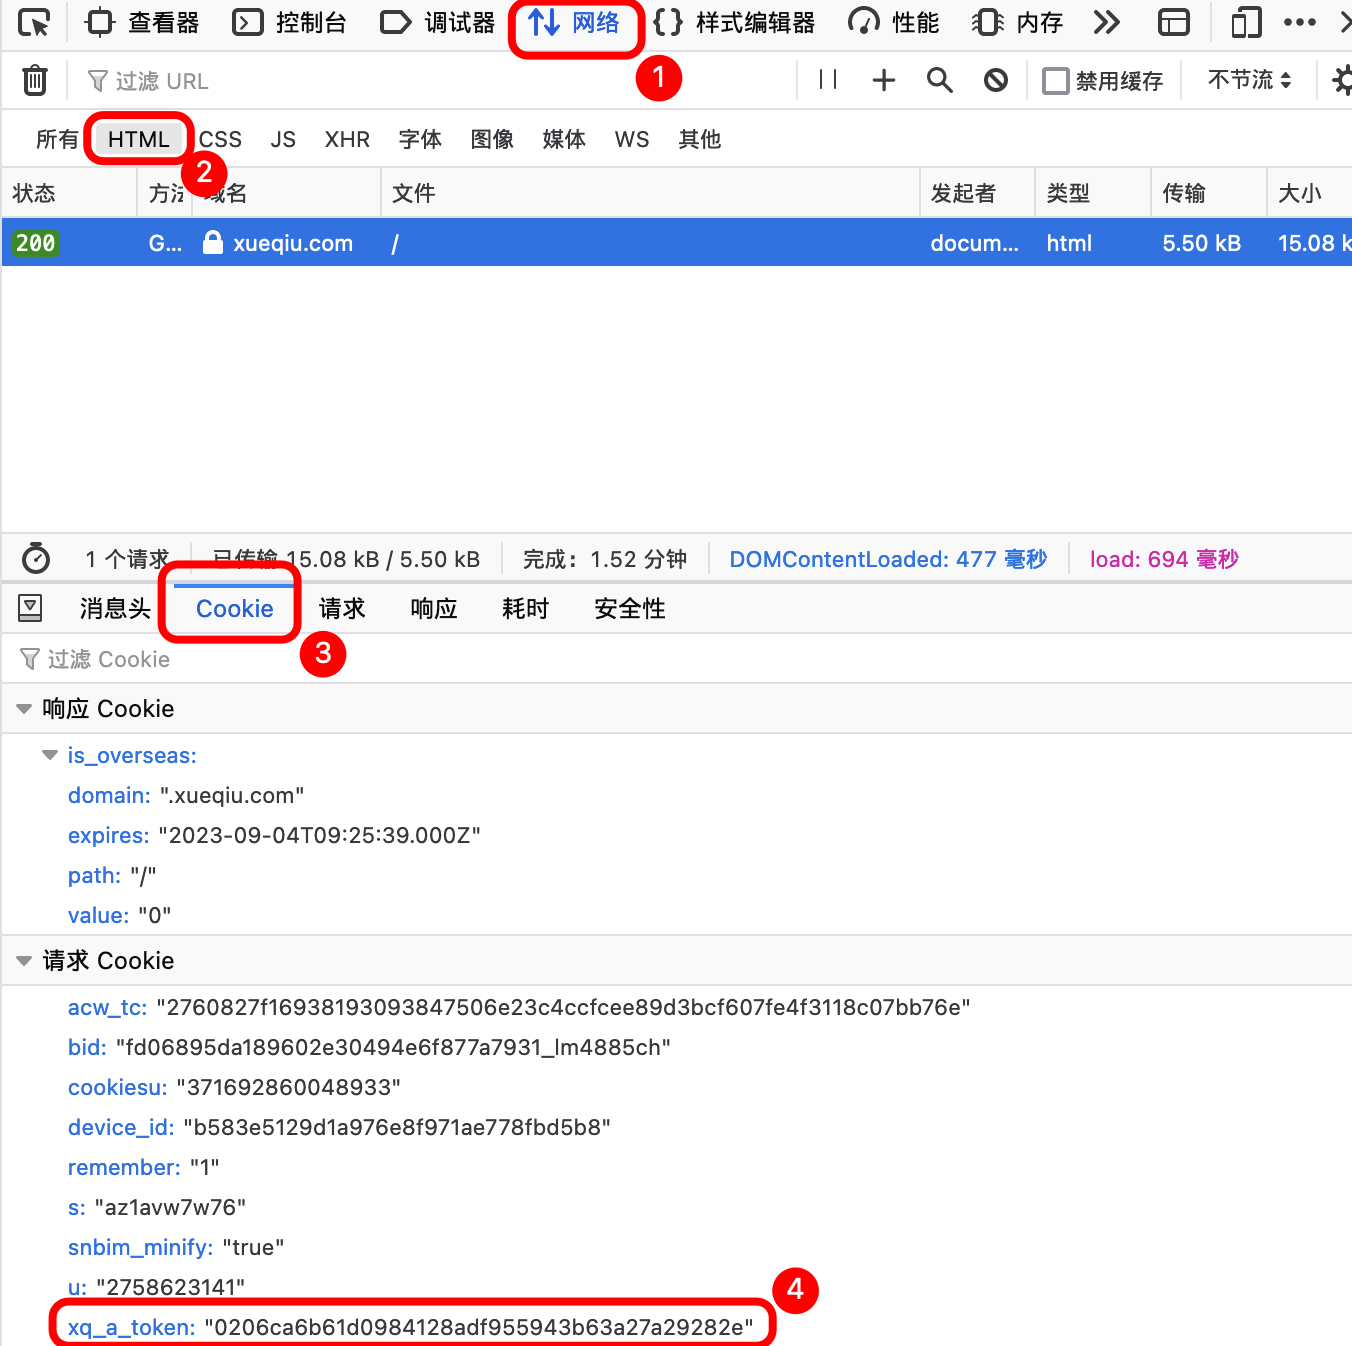 查看器 控制台 调试器 网络 样式编辑器 性能 内存
1
过滤 URL 禁用缓存 不节流
所有 HTML CSS JS XHR 字体 图像 媒体 WS 其他
2
状态 方法 域名 文件 发起者 类型 传输 大小
200 G... xueqiu.com / docum... html 5.50 kB 15.08 k
1 个请求 已传输 15.08 kB / 5.50 kB 完成：1.52 分钟 DOMContentLoaded: 477 毫秒 load: 694 毫秒
消息头 Cookie 请求 响应 耗时 安全性
3
过滤 Cookie
响应 Cookie
is_overseas:
domain: ".xueqiu.com"
expires: "2023-09-04T09:25:39.000Z"
path: "/"
value: "0"
请求 Cookie
acw_tc: "2760827f16938193093847506e23c4ccfcee89d3bcf607fe4f3118c07bb76e"
bid: "fd06895da189602e30494e6f877a7931_lm4885ch"
cookiesu: "371692860048933"
device_id: "b583e5129d1a976e8f971ae778fbd5b8"
remember: "1"
s: "az1avw7w76"
snbim_minify: "true"
u: "2758623141"
4
xq_a_token: "0206ca6b61d0984128adf955943b63a27a29282e"